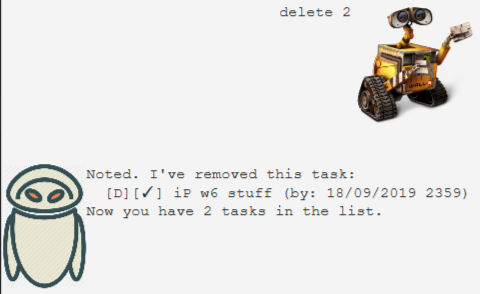 delete 2
Noted. I've removed this task:
[D][✓] iP w6 stuff (by: 18/09/2019 2359)
Now you have 2 tasks in the list.